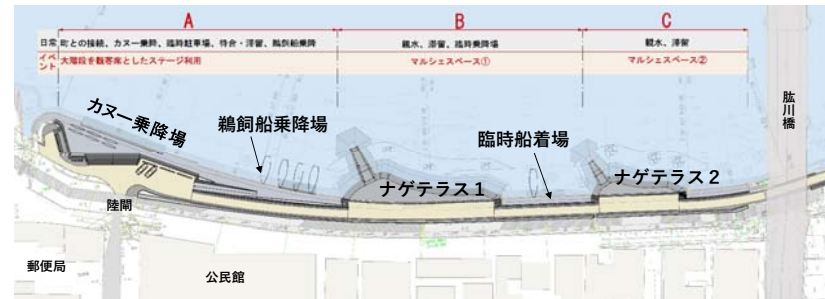 A B C
日常 町との接続、カヌー乗降、臨時駐車場、待合・滞留、鵜飼船乗降 親水、滞留、臨時乗降場 親水、滞留
イベント 大階段を観客席としたステージ利用 マルシェスペース① マルシェスペース②
カヌー乗降場
鵜飼船乗降場
臨時船着場
肱川橋
ナゲテラス1
ナゲテラス2
陸閘
郵便局
公民館